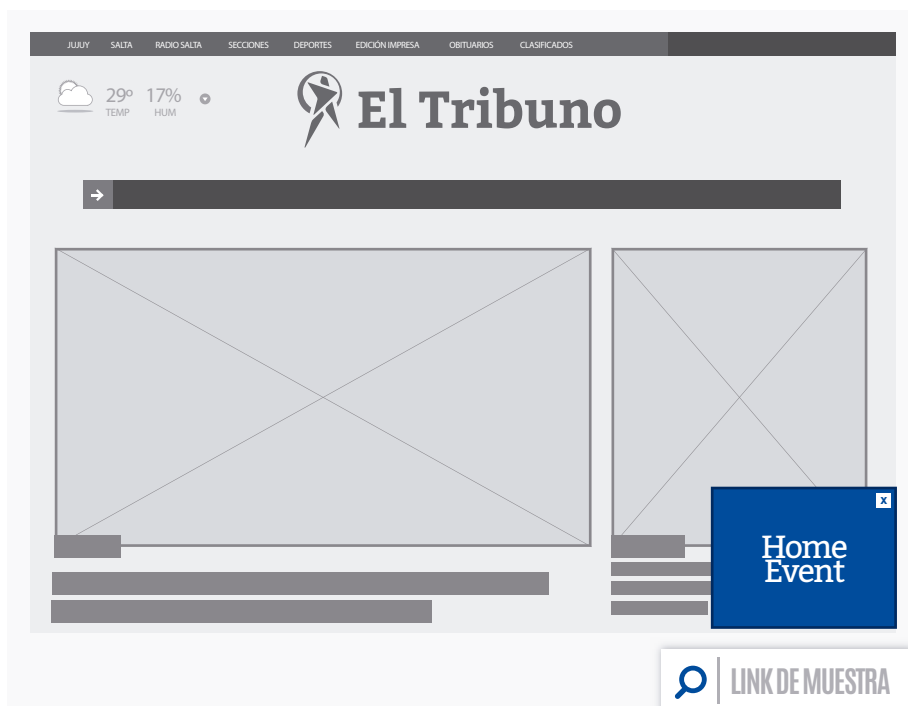 JUJUY SALTA RADIO SALTA SECCIONES DEPORTES EDICIÓN IMPRESA OBITUARIOS CLASIFICADOS
29º 17%
TEMP HUM
El Tribuno
X
Home
Event
LINK DE MUESTRA